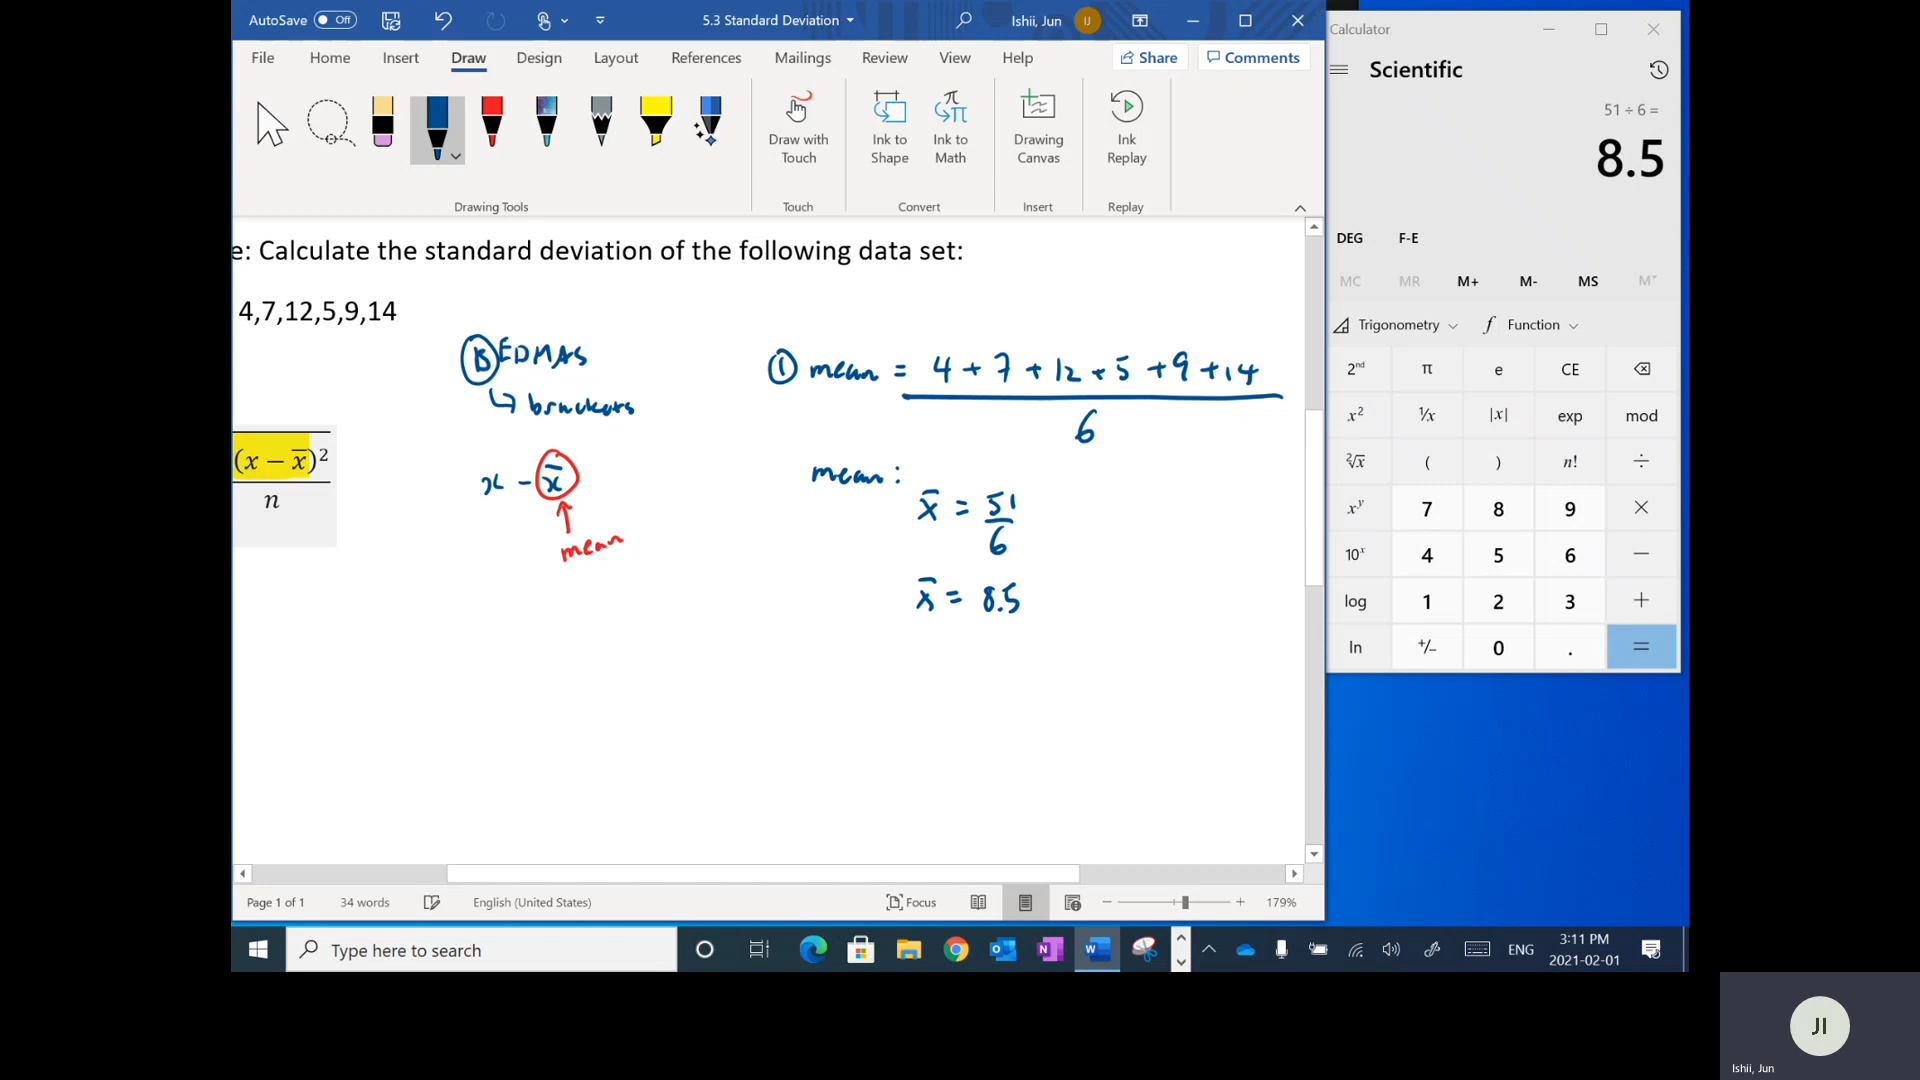 AutoSave Off 5.3 Standard Deviation Ishii, Jun IJ
File Home Insert Draw Design Layout References Mailings Review View Help Share Comments
Draw with Touch
Ink to Shape
Ink to Math
Drawing Canvas
Ink Replay
Drawing Tools Touch Convert Insert Replay
e: Calculate the standard deviation of the following data set:
4,7,12,5,9,14
BEDMAS
↳ brackets
(x − x̅)²
n
x − x̅
mean
① mean = 4 + 7 + 12 + 5 + 9 + 14
6
mean:
x̅ = 51
6
x̅ = 8.5
Page 1 of 1 34 words English (United States) Focus − + 179%
Calculator
Scientific
51 ÷ 6 =
8.5
DEG F-E
MC MR M+ M- MS M˅
Trigonometry f Function
2ⁿᵈ π e CE ⌫
x² ¹/x |x| exp mod
²√x ( ) n! ÷
xʸ 7 8 9 ×
10ˣ 4 5 6 −
log 1 2 3 +
ln +/− 0 . =
Type here to search
N W ENG 3:11 PM
2021-02-01
JI
Ishii, Jun